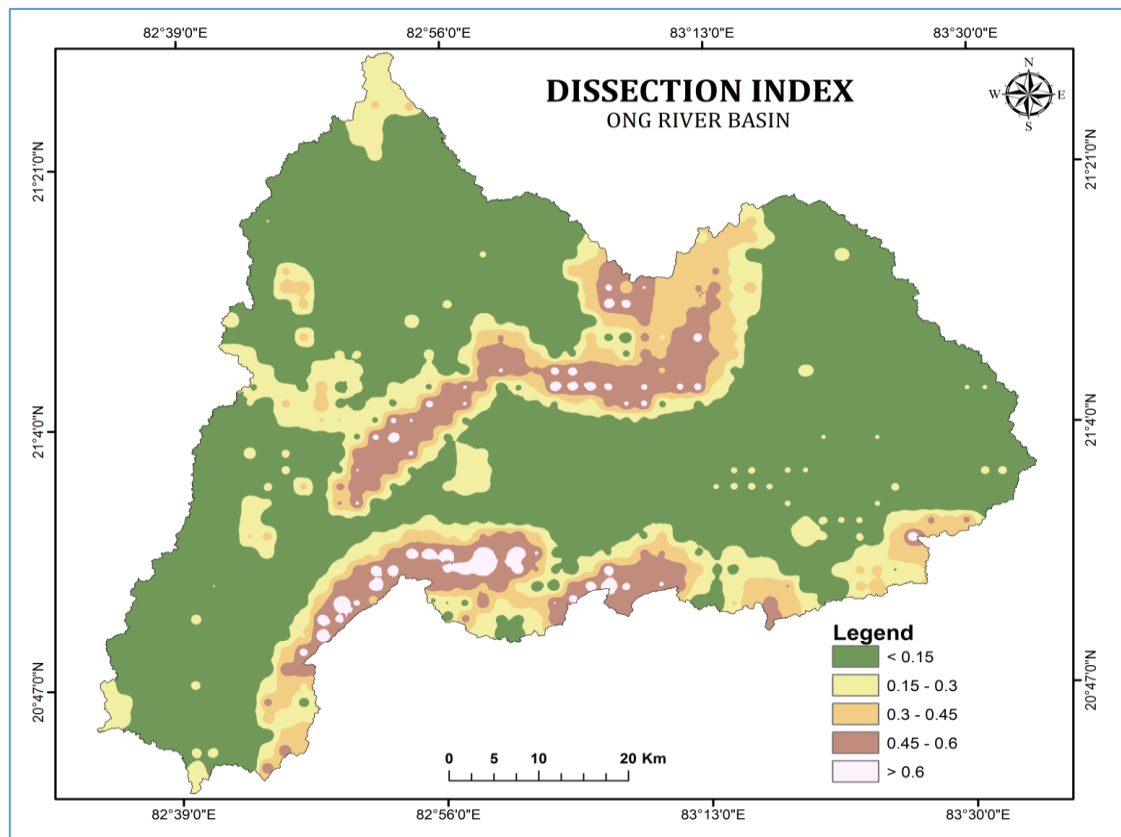 82°39'0"E 82°56'0"E 83°13'0"E 83°30'0"E
DISSECTION INDEX
ONG RIVER BASIN
N
W E
S
21°21'0"N 21°21'0"N
21°4'0"N 21°4'0"N
20°47'0"N 20°47'0"N
Legend
< 0.15
0.15 - 0.3
0.3 - 0.45
0.45 - 0.6
> 0.6
0 5 10 20 Km
82°39'0"E 82°56'0"E 83°13'0"E 83°30'0"E